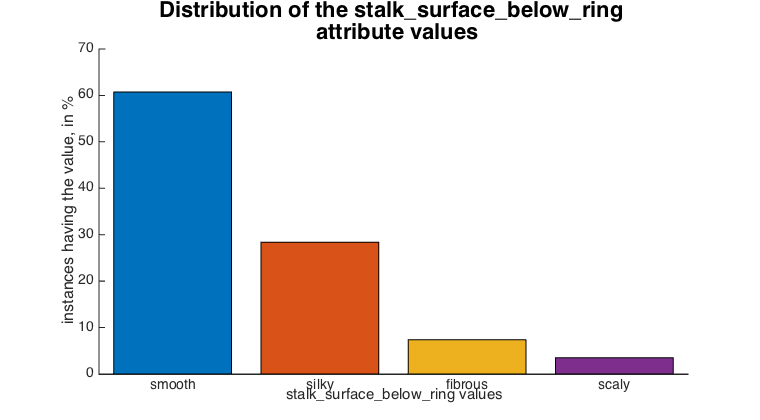 Distribution of the stalk_surface_below_ring
attribute values
instances having the value, in %
70
60
50
40
30
20
10
0
smooth silky fibrous scaly
stalk_surface_below_ring values